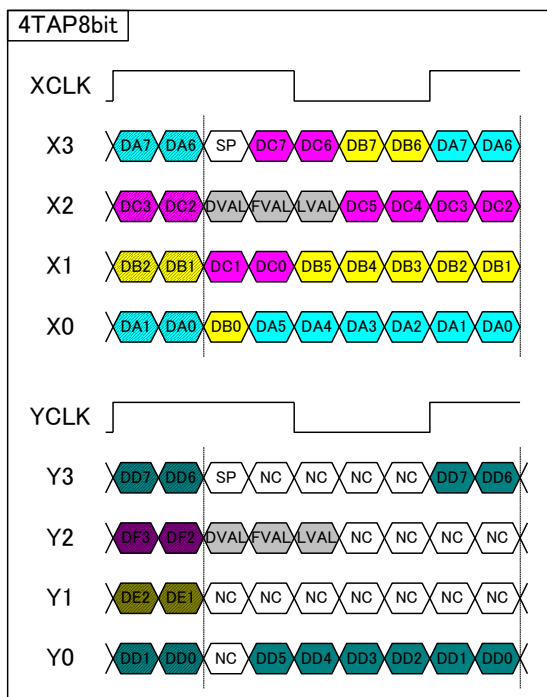 4TAP8bit
XCLK
X3 DA7 DA6 SP DC7 DC6 DB7 DB6 DA7 DA6
X2 DC3 DC2 DVAL FVAL LVAL DC5 DC4 DC3 DC2
X1 DB2 DB1 DC1 DC0 DB5 DB4 DB3 DB2 DB1
X0 DA1 DA0 DB0 DA5 DA4 DA3 DA2 DA1 DA0
YCLK
Y3 DD7 DD6 SP NC NC NC NC DD7 DD6
Y2 DF3 DF2 DVAL FVAL LVAL NC NC NC NC
Y1 DE2 DE1 NC NC NC NC NC NC NC
Y0 DD1 DD0 NC DD5 DD4 DD3 DD2 DD1 DD0